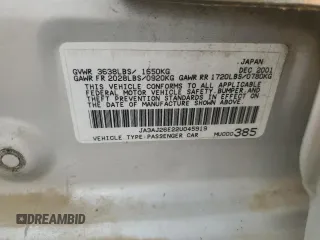 JAPAN
GVWR 3638LBS/ 1650KG DEC 2001
GAWR FR 2028LBS/0920KG GAWR RR 1720LBS/0780KG
THIS VEHICLE CONFORMS TO ALL APPLICABLE
FEDERAL MOTOR VEHICLE SAFETY, BUMPER, AND THEFT
PREVENTION STANDARDS IN EFFECT ON
THE DATE OF MANUFACTURE SHOWN ABOVE.
JA3AJ26E22U045919
VEHICLE TYPE: PASSENGER CAR 385
AUTOBIDMASTER